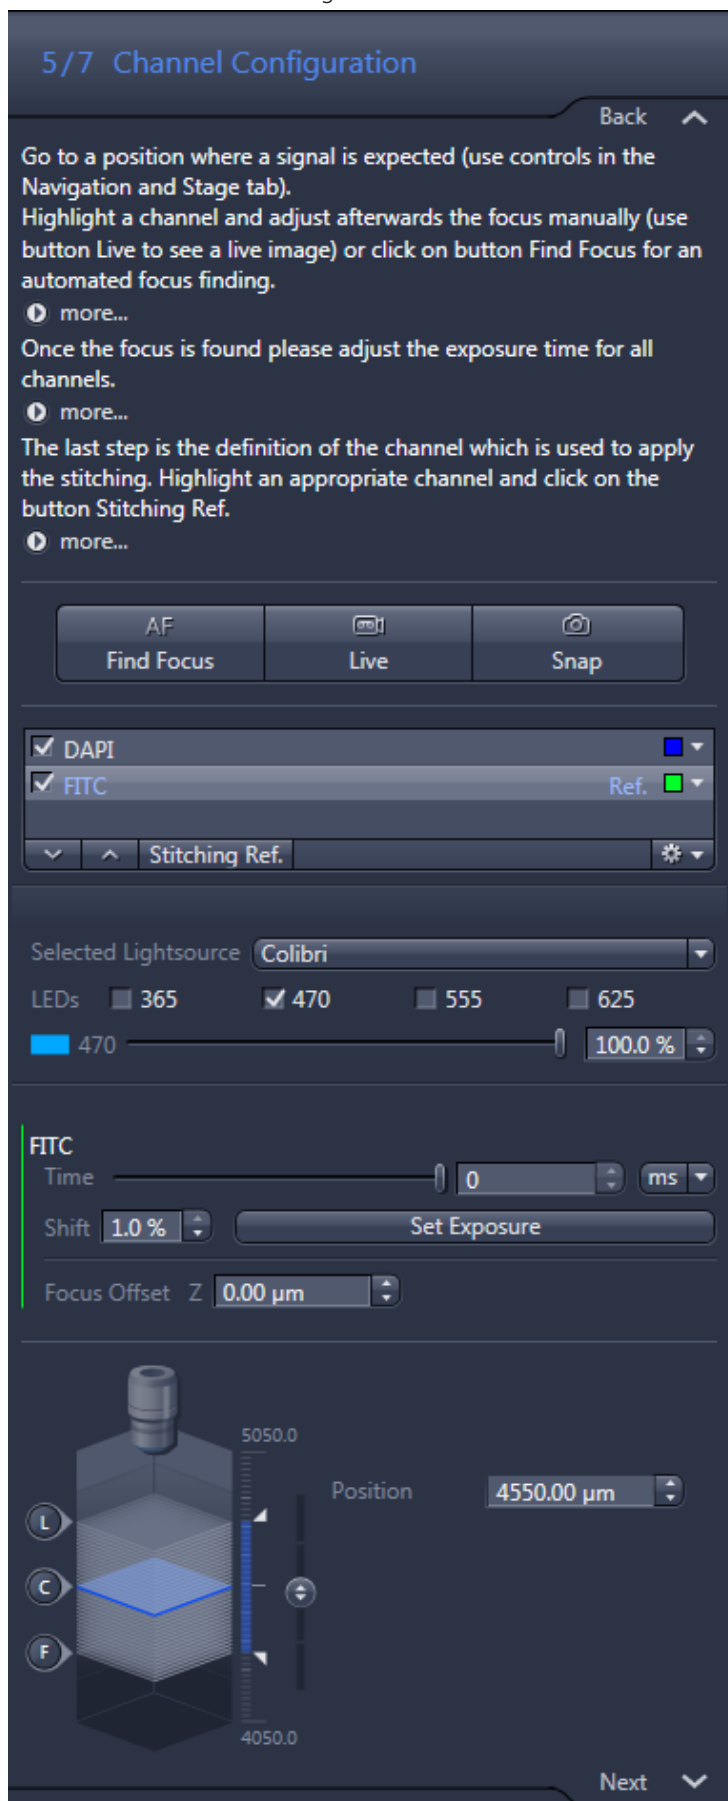 5/7 Channel Configuration
Back
Go to a position where a signal is expected (use controls in the
Navigation and Stage tab).
Highlight a channel and adjust afterwards the focus manually (use
button Live to see a live image) or click on button Find Focus for an
automated focus finding.
more...
Once the focus is found please adjust the exposure time for all
channels.
more...
The last step is the definition of the channel which is used to apply
the stitching. Highlight an appropriate channel and click on the
button Stitching Ref.
more...
AF
Find Focus Live Snap
DAPI
FITC Ref.
Stitching Ref.
Selected Lightsource Colibri
LEDs 365 470 555 625
470 100.0 %
FITC
Time 0 ms
Shift 1.0 % Set Exposure
Focus Offset Z 0.00 µm
5050.0
Position 4550.00 µm
L
C
F
4050.0
Next